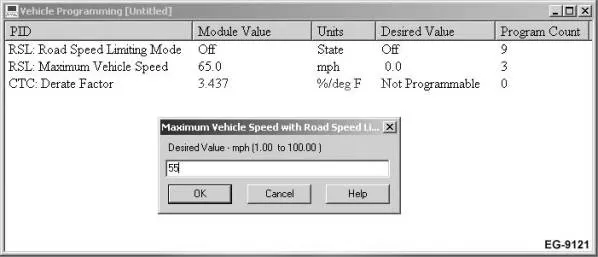 Vehicle Programming [Untitled]
PID Module Value Units Desired Value Program Count
RSL: Road Speed Limiting Mode Off State Off 9
RSL: Maximum Vehicle Speed 65.0 mph 0.0 3
CTC: Derate Factor 3.437 %/deg F Not Programmable 0
Maximum Vehicle Speed with Road Speed Li...
Desired Value - mph (1.00 to 100.00 )
55
OK Cancel Help
EG-9121